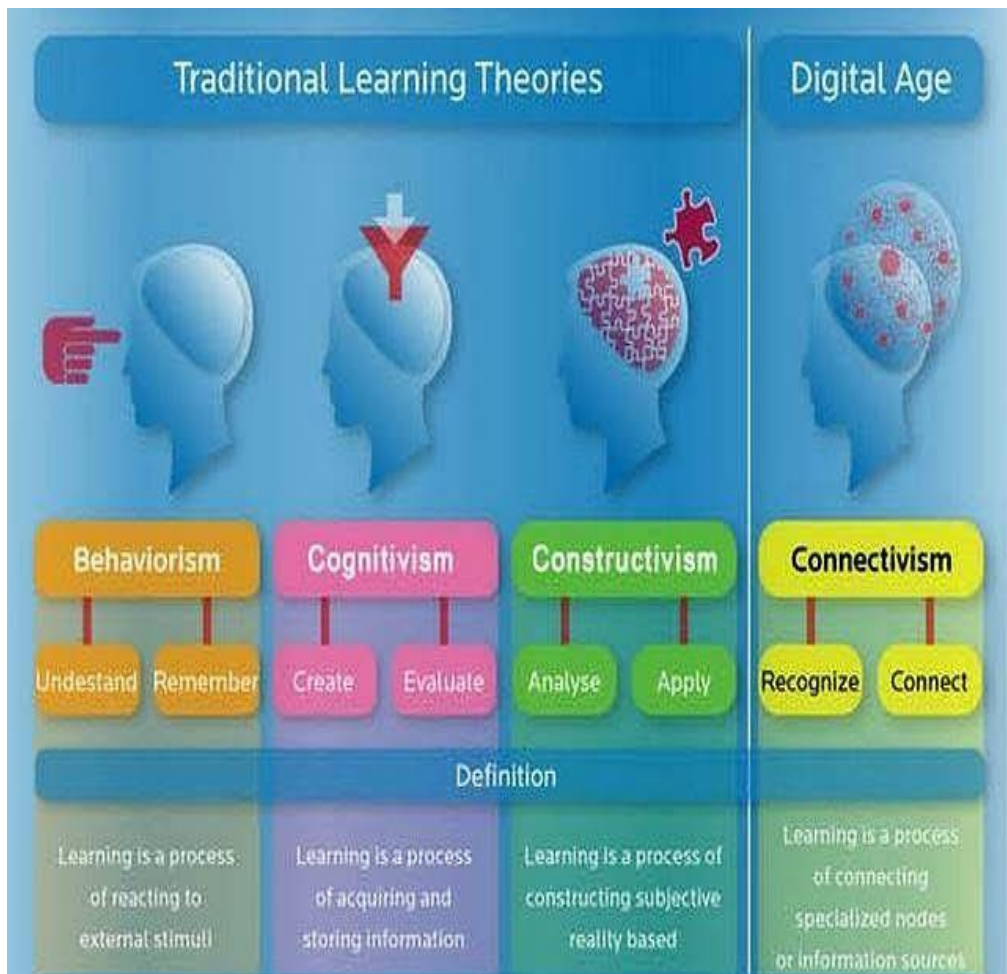 Traditional Learning Theories
Digital Age
Behaviorism
Cognitivism
Constructivism
Connectivism
Undestand
Remember
Create
Evaluate
Analyse
Apply
Recognize
Connect
Definition
Learning is a process
of reacting to
external stimuli
Learning is a process
of acquiring and
storing information
Learning is a process of
constructing subjective
reality based
Learning is a process
of connecting
specialized nodes
or information sources